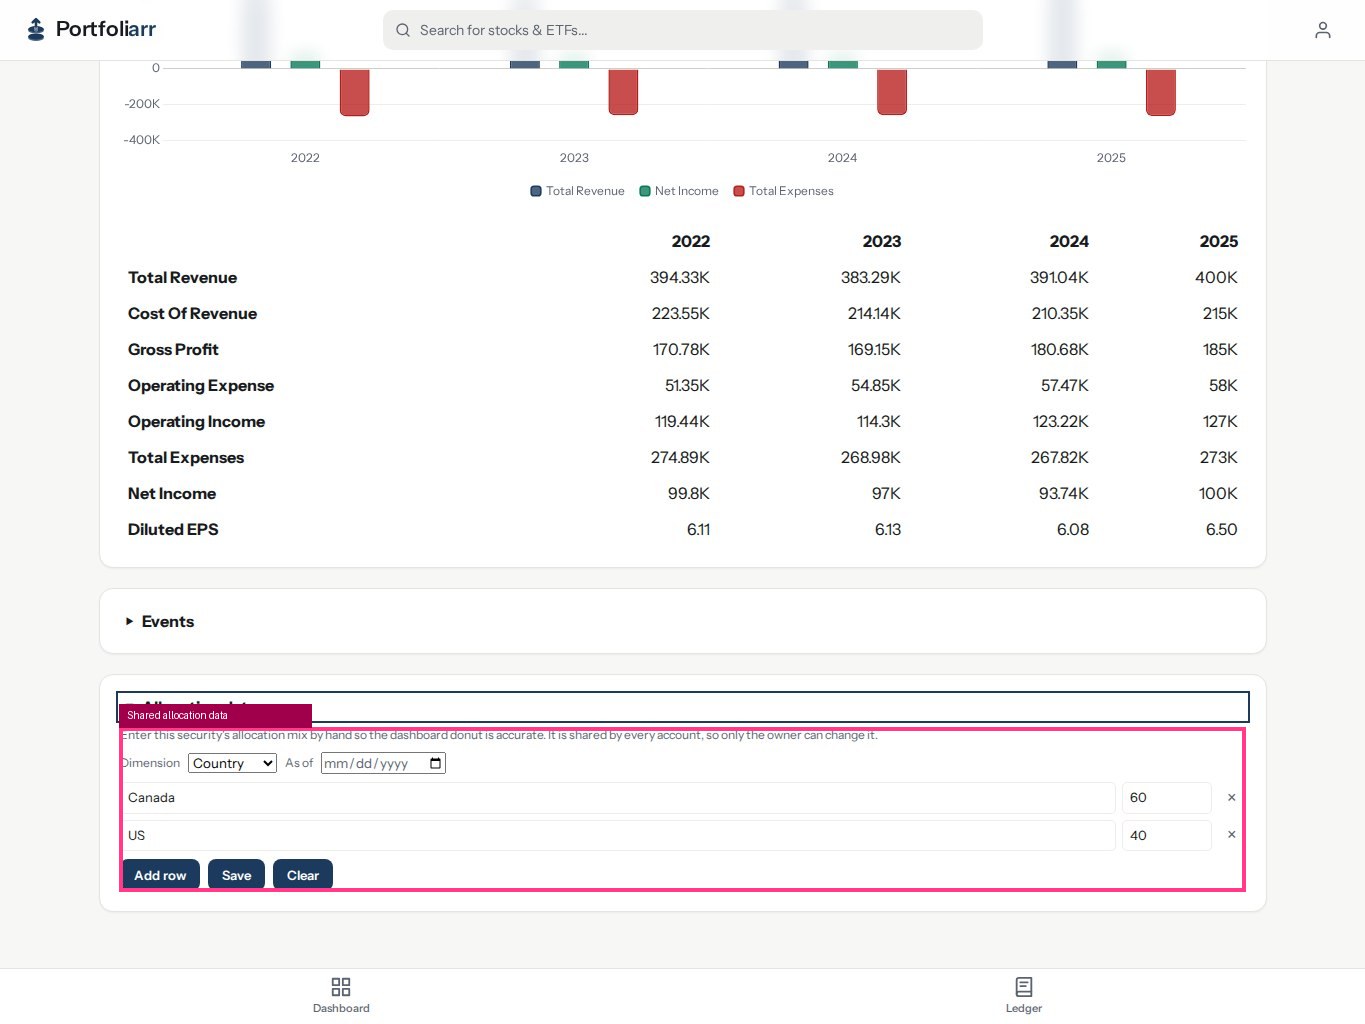 Portfoliarr
Search for stocks & ETFs...
0
-200K
-400K
2022 2023 2024 2025
Total Revenue Net Income Total Expenses
2022 2023 2024 2025
Total Revenue 394.33K 383.29K 391.04K 400K
Cost Of Revenue 223.55K 214.14K 210.35K 215K
Gross Profit 170.78K 169.15K 180.68K 185K
Operating Expense 51.35K 54.85K 57.47K 58K
Operating Income 119.44K 114.3K 123.22K 127K
Total Expenses 274.89K 268.98K 267.82K 273K
Net Income 99.8K 97K 93.74K 100K
Diluted EPS 6.11 6.13 6.08 6.50
Events
Shared allocation data
Enter this security's allocation mix by hand so the dashboard donut is accurate. It is shared by every account, so only the owner can change it.
Dimension Country As of mm/dd/yyyy
Canada 60 ×
US 40 ×
Add row Save Clear
Dashboard Ledger